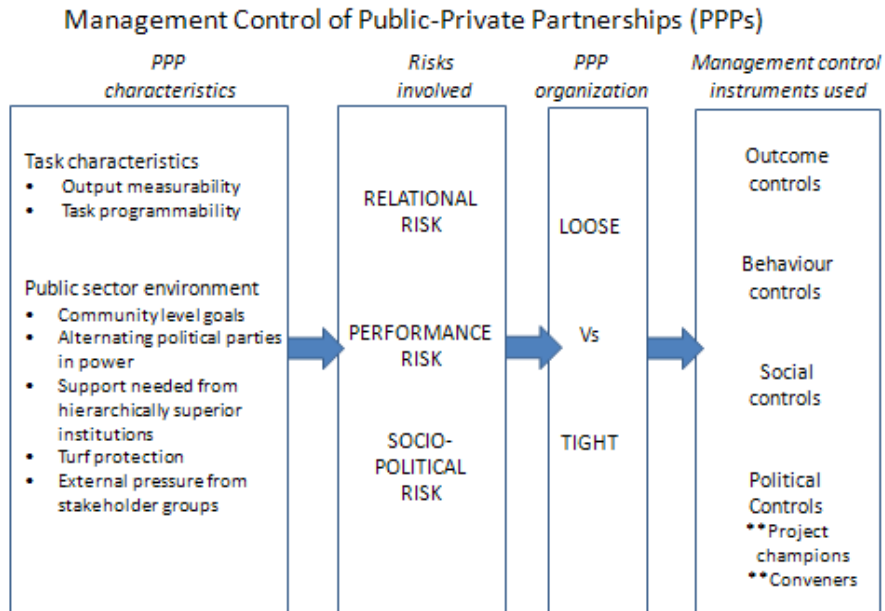 Management Control of Public-Private Partnerships (PPPs)
PPP
characteristics
Risks
involved
PPP
organization
Management control
instruments used
Task characteristics
• Output measurability
• Task programmability
Public sector environment
• Community level goals
• Alternating political parties
in power
• Support needed from
hierarchically superior
institutions
• Turf protection
• External pressure from
stakeholder groups
RELATIONAL
RISK
PERFORMANCE
RISK
SOCIO-
POLITICAL
RISK
LOOSE
Vs
TIGHT
Outcome
controls
Behaviour
controls
Social
controls
Political
Controls
**Project
champions
**Conveners